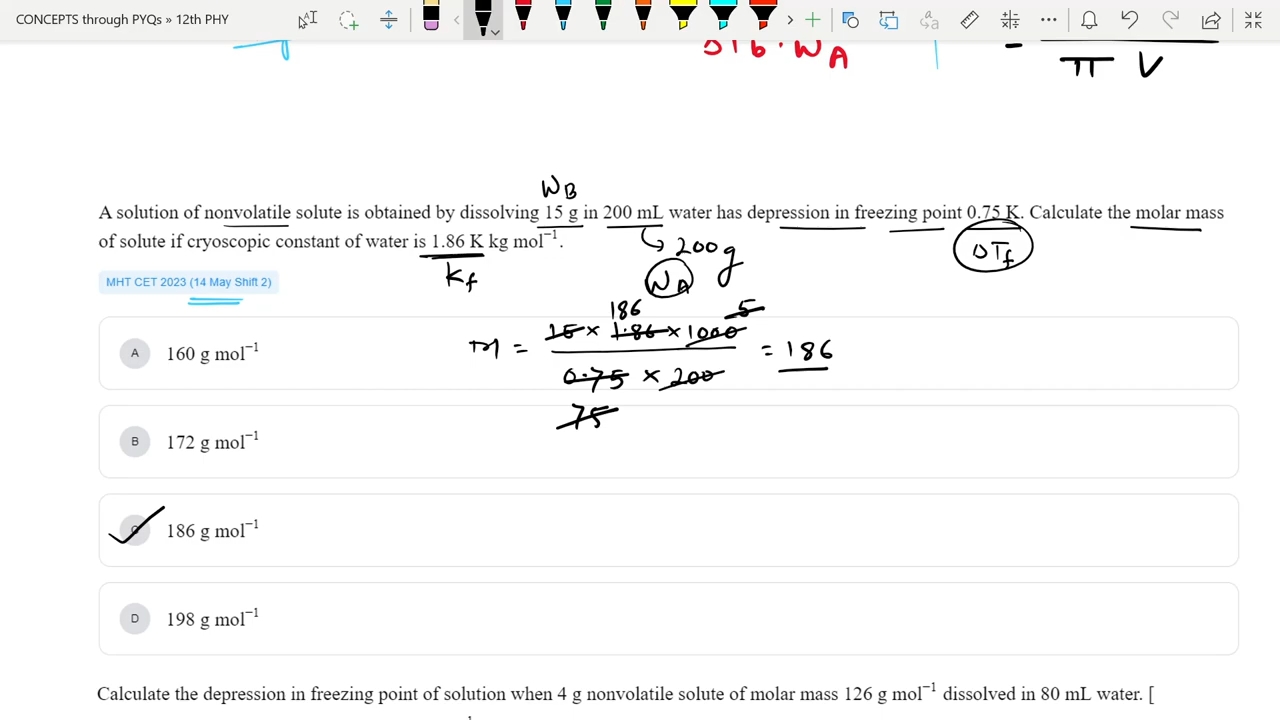 CONCEPTS through PYQs » 12th PHY
ΔTb·WA
π V
WB
A solution of nonvolatile solute is obtained by dissolving 15 g in 200 mL water has depression in freezing point 0.75 K. Calculate the molar mass
of solute if cryoscopic constant of water is 1.86 K kg mol⁻¹.
200g
ΔTf
Kf
WA
MHT CET 2023 (14 May Shift 2)
186 5
M = 15 × 1.86 × 1000 = 186
0.75 × 200
75
A 160 g mol⁻¹
B 172 g mol⁻¹
186 g mol⁻¹
D 198 g mol⁻¹
Calculate the depression in freezing point of solution when 4 g nonvolatile solute of molar mass 126 g mol⁻¹ dissolved in 80 mL water. [